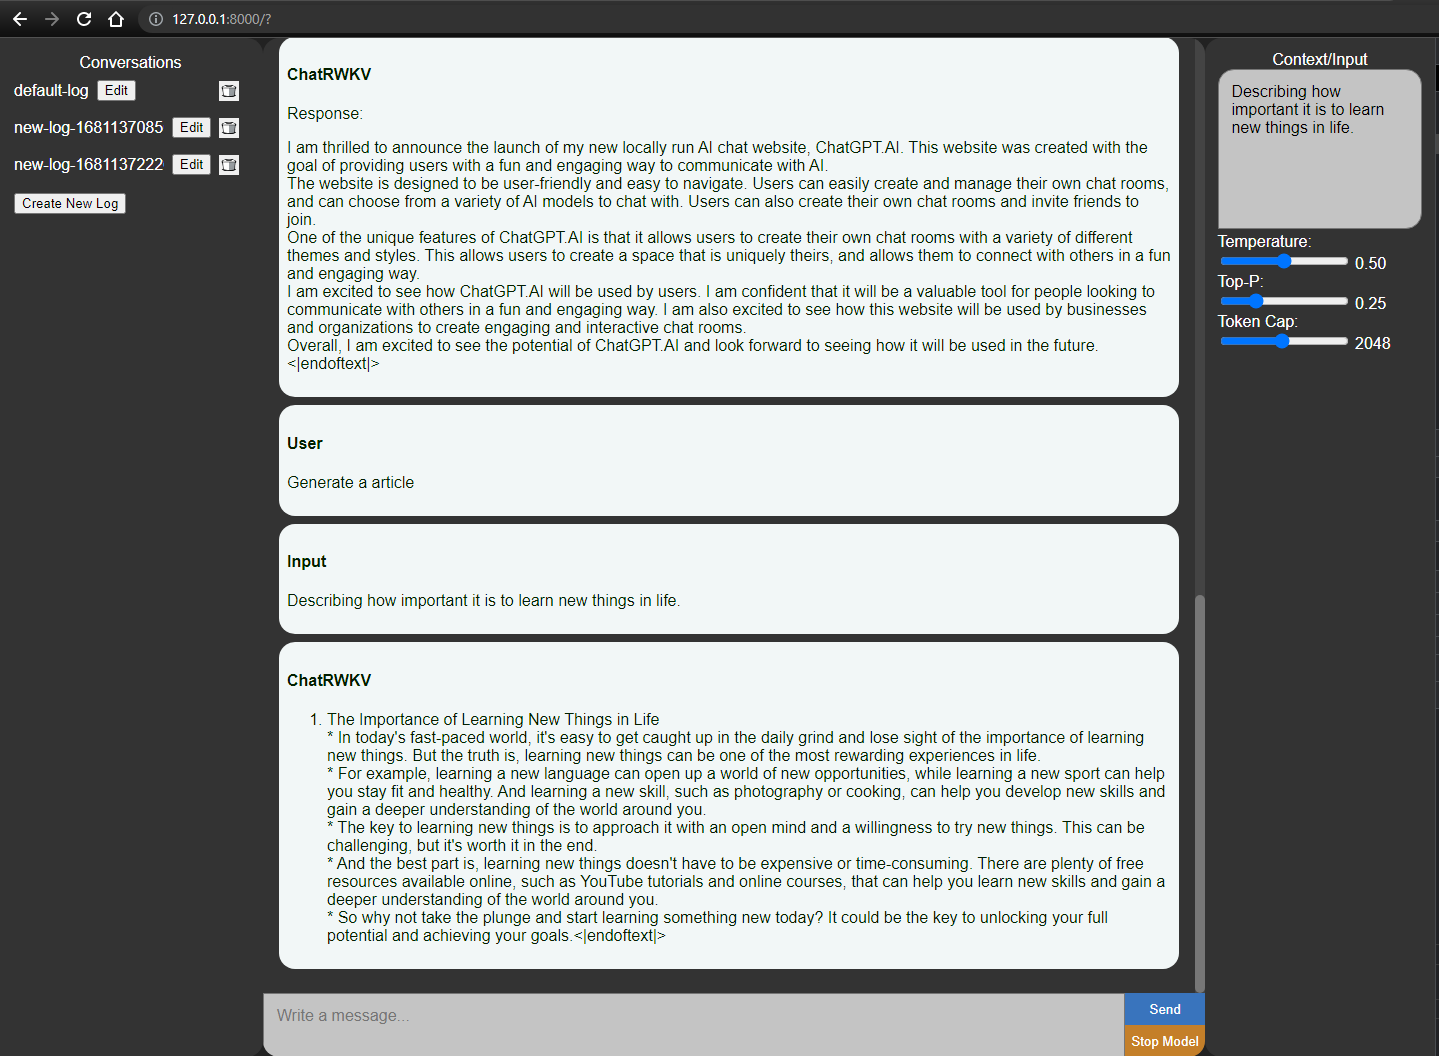 127.0.0.1:8000/?
Conversations
default-log Edit
new-log-1681137085 Edit
new-log-1681137222 Edit
Create New Log
ChatRWKV
Response:
I am thrilled to announce the launch of my new locally run AI chat website, ChatGPT.AI. This website was created with the
goal of providing users with a fun and engaging way to communicate with AI.
The website is designed to be user-friendly and easy to navigate. Users can easily create and manage their own chat rooms,
and can choose from a variety of AI models to chat with. Users can also create their own chat rooms and invite friends to
join.
One of the unique features of ChatGPT.AI is that it allows users to create their own chat rooms with a variety of different
themes and styles. This allows users to create a space that is uniquely theirs, and allows them to connect with others in a fun
and engaging way.
I am excited to see how ChatGPT.AI will be used by users. I am confident that it will be a valuable tool for people looking to
communicate with others in a fun and engaging way. I am also excited to see how this website will be used by businesses
and organizations to create engaging and interactive chat rooms.
Overall, I am excited to see the potential of ChatGPT.AI and look forward to seeing how it will be used in the future.
<|endoftext|>
User
Generate a article
Input
Describing how important it is to learn new things in life.
ChatRWKV
1. The Importance of Learning New Things in Life
* In today's fast-paced world, it's easy to get caught up in the daily grind and lose sight of the importance of learning
new things. But the truth is, learning new things can be one of the most rewarding experiences in life.
* For example, learning a new language can open up a world of new opportunities, while learning a new sport can help
you stay fit and healthy. And learning a new skill, such as photography or cooking, can help you develop new skills and
gain a deeper understanding of the world around you.
* The key to learning new things is to approach it with an open mind and a willingness to try new things. This can be
challenging, but it's worth it in the end.
* And the best part is, learning new things doesn't have to be expensive or time-consuming. There are plenty of free
resources available online, such as YouTube tutorials and online courses, that can help you learn new skills and gain a
deeper understanding of the world around you.
* So why not take the plunge and start learning something new today? It could be the key to unlocking your full
potential and achieving your goals.<|endoftext|>
Write a message...
Send
Stop Model
Context/Input
Describing how
important it is to learn
new things in life.
Temperature:
0.50
Top-P:
0.25
Token Cap:
2048